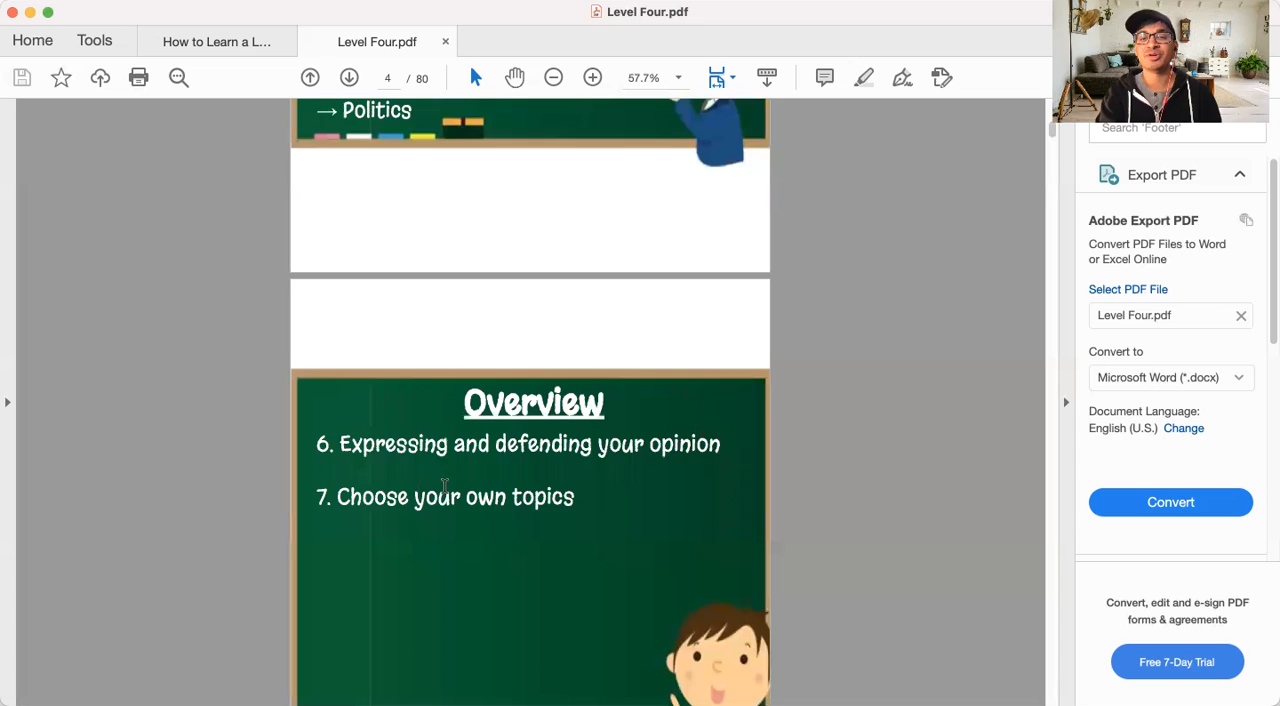 Level Four.pdf
Home
Tools
How to Learn a L...
Level Four.pdf
4 / 80
57.7%
Search 'Footer'
Export PDF
Adobe Export PDF
Convert PDF Files to Word
or Excel Online
Select PDF File
Level Four.pdf
Convert to
Microsoft Word (*.docx)
Document Language:
English (U.S.) Change
Convert
Convert, edit and e-sign PDF
forms & agreements
Free 7-Day Trial
→ Politics
Overview
6. Expressing and defending your opinion
7. Choose your own topics